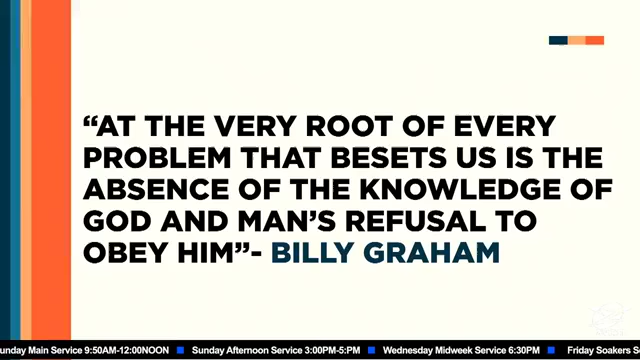 “AT THE VERY ROOT OF EVERY
PROBLEM THAT BESETS US IS THE
ABSENCE OF THE KNOWLEDGE OF
GOD AND MAN’S REFUSAL TO
OBEY HIM”- BILLY GRAHAM
unday Main Service 9:50AM-12:00NOON Sunday Afternoon Service 3:00PM-5:PM Wednesday Midweek Service 6:30PM Friday Soakers S